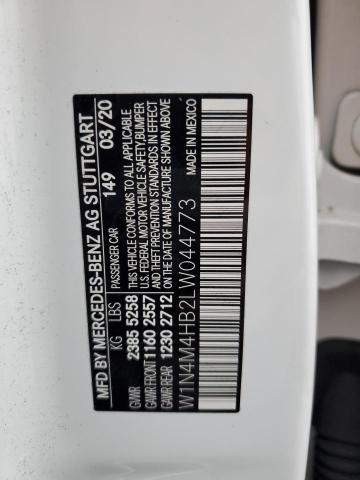 MFD BY MERCEDES-BENZ AG STUTTGART
KG LBS PASSENGER CAR 149 03/20
GVWR 2385 5258
GAWR FRONT 1160 2557
GAWR REAR 1230 2712
THIS VEHICLE CONFORMS TO ALL APPLICABLE
U.S. FEDERAL MOTOR VEHICLE SAFETY, BUMPER
AND THEFT PREVENTION STANDARDS IN EFFECT
ON THE DATE OF MANUFACTURE SHOWN ABOVE
W1N4M4HB2LW044773
MADE IN MEXICO